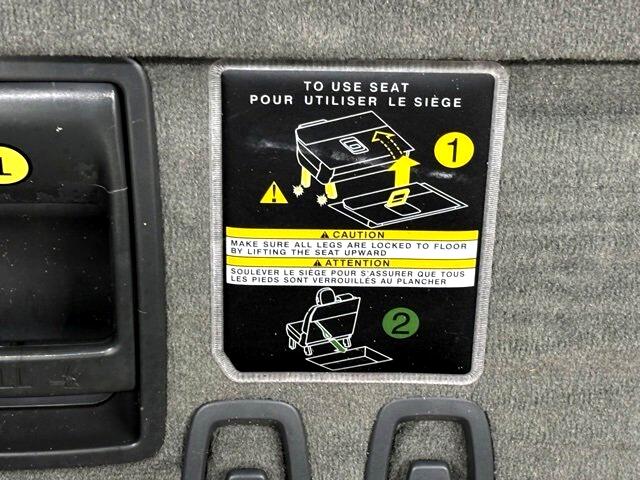 TO USE SEAT
POUR UTILISER LE SIÈGE
1
1
CAUTION
MAKE SURE ALL LEGS ARE LOCKED TO FLOOR
BY LIFTING THE SEAT UPWARD
ATTENTION
SOULEVER LE SIÈGE POUR S'ASSURER QUE TOUS
LES PIEDS SONT VERROUILLÉS AU PLANCHER
2